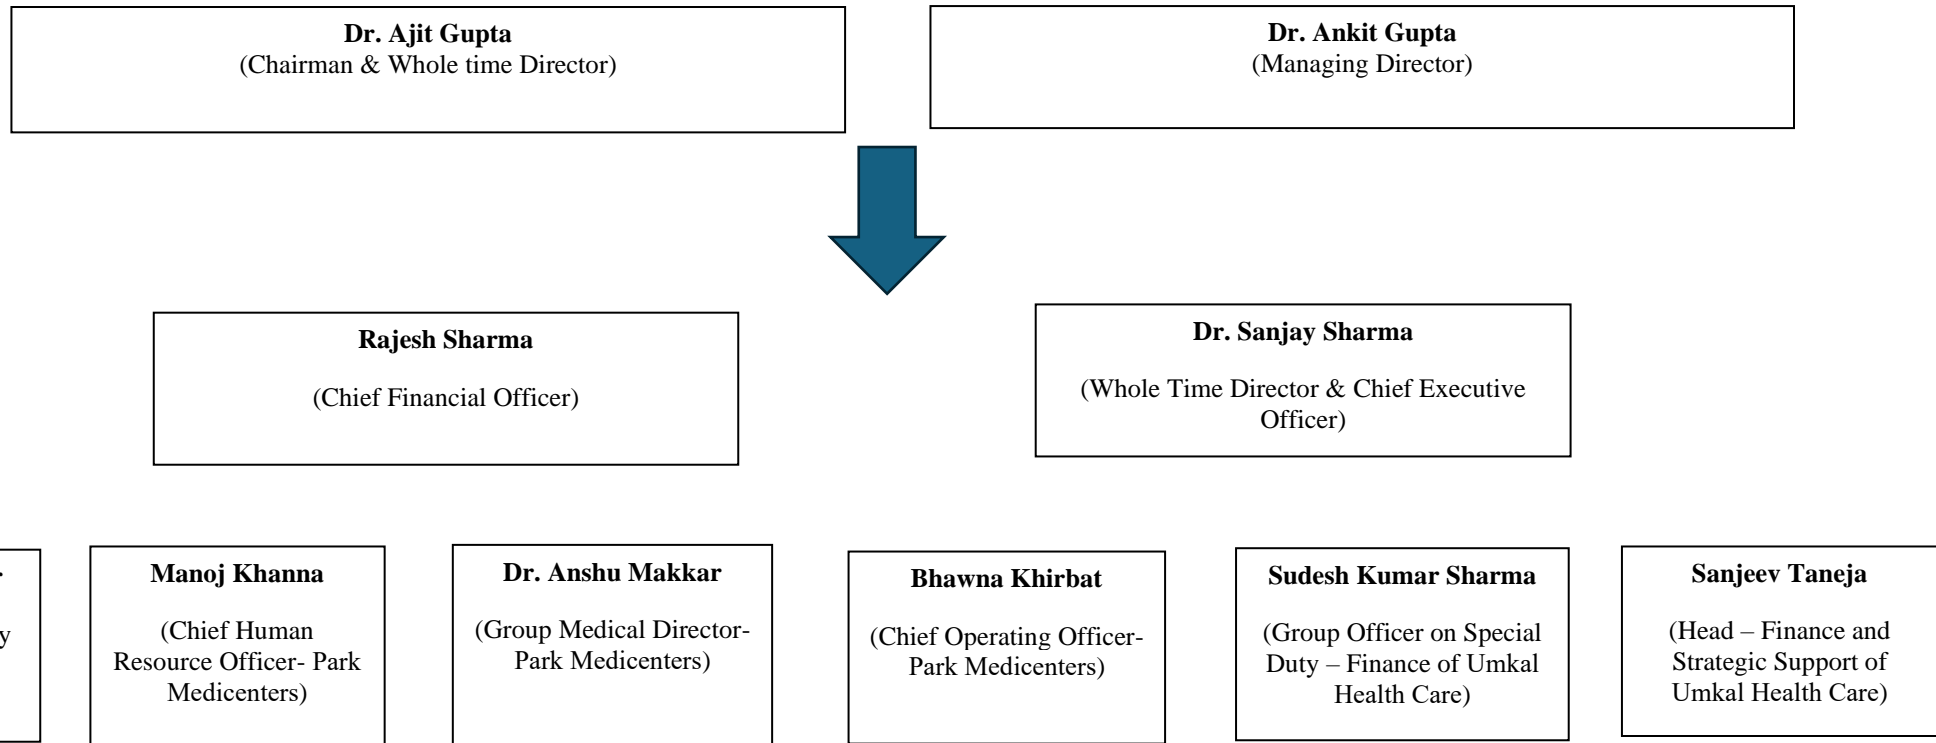 Dr. Ajit Gupta
(Chairman & Whole time Director)
Dr. Ankit Gupta
(Managing Director)
Rajesh Sharma
(Chief Financial Officer)
Dr. Sanjay Sharma
(Whole Time Director & Chief Executive
Officer)
Manoj Khanna
(Chief Human
Resource Officer- Park
Medicenters)
Dr. Anshu Makkar
(Group Medical Director-
Park Medicenters)
Bhawna Khirbat
(Chief Operating Officer-
Park Medicenters)
Sudesh Kumar Sharma
(Group Officer on Special
Duty – Finance of Umkal
Health Care)
Sanjeev Taneja
(Head – Finance and
Strategic Support of
Umkal Health Care)